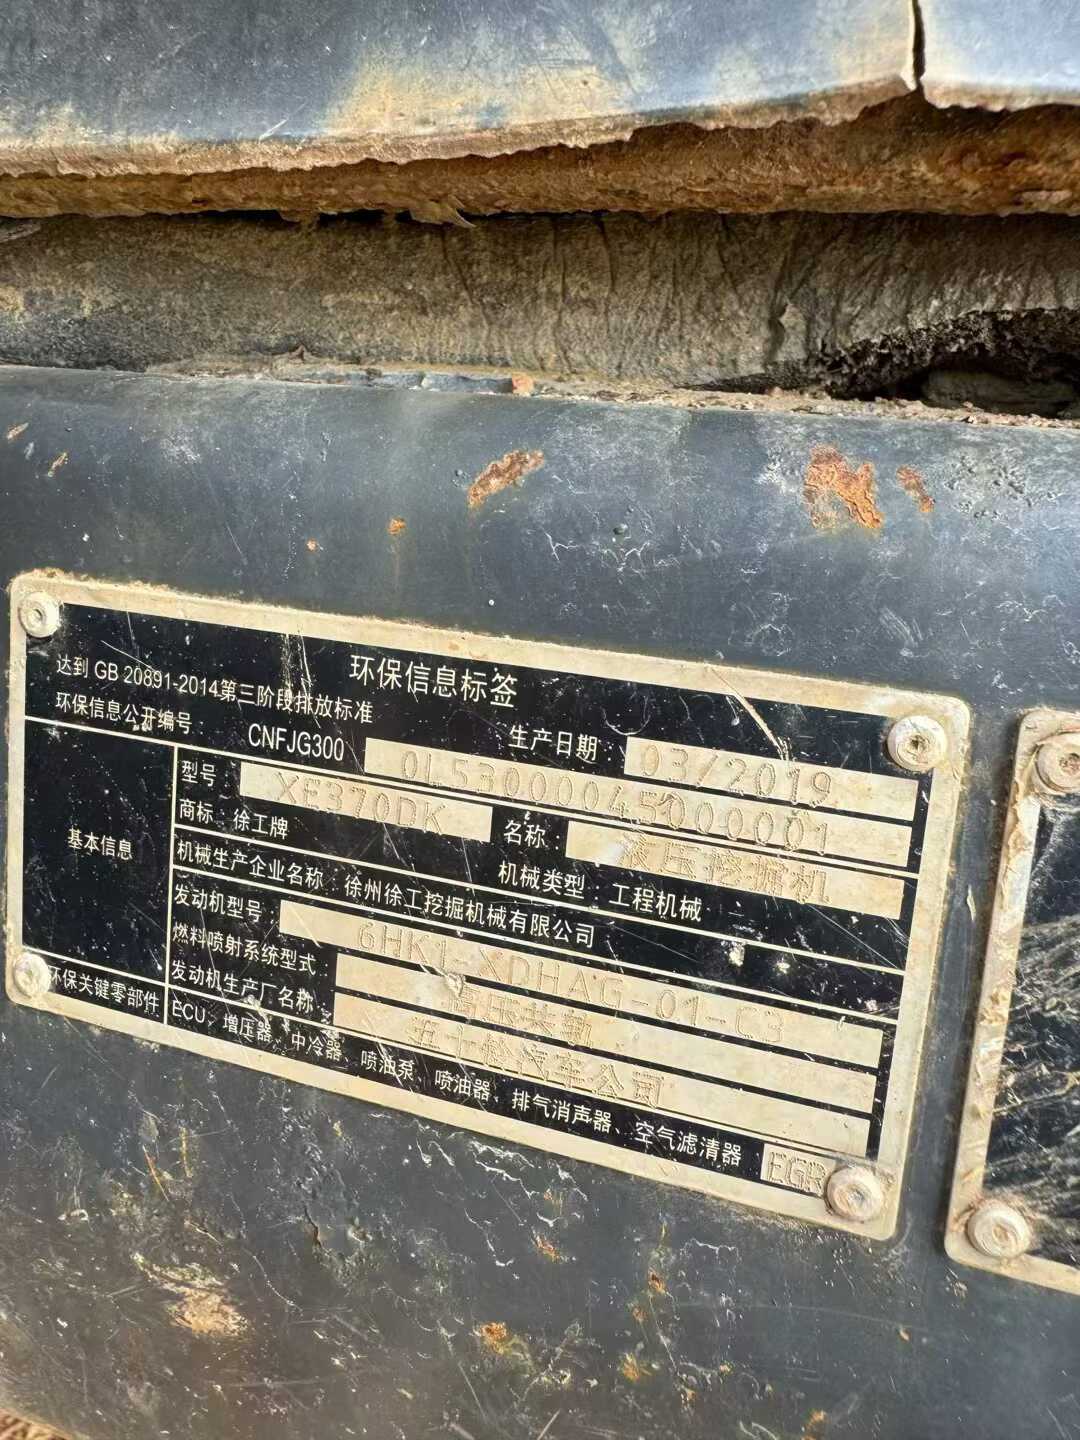 环保信息标签
达到 GB 20891-2014第三阶段排放标准
生产日期: 03/2019
环保信息公开编号: CNFJG300 0L53000045000001
基本信息
型号: XE370DK 名称: 液压挖掘机
商标: 徐工牌 机械类型: 工程机械
机械生产企业名称: 徐州徐工挖掘机械有限公司
发动机型号: 6HK1-XDHAG-01-C3
燃料喷射系统型式: 高压共轨
发动机生产厂名称: 五十铃汽车公司
环保关键零部件 ECU、增压器、中冷器、喷油泵、喷油器、排气消声器、空气滤清器 EGR